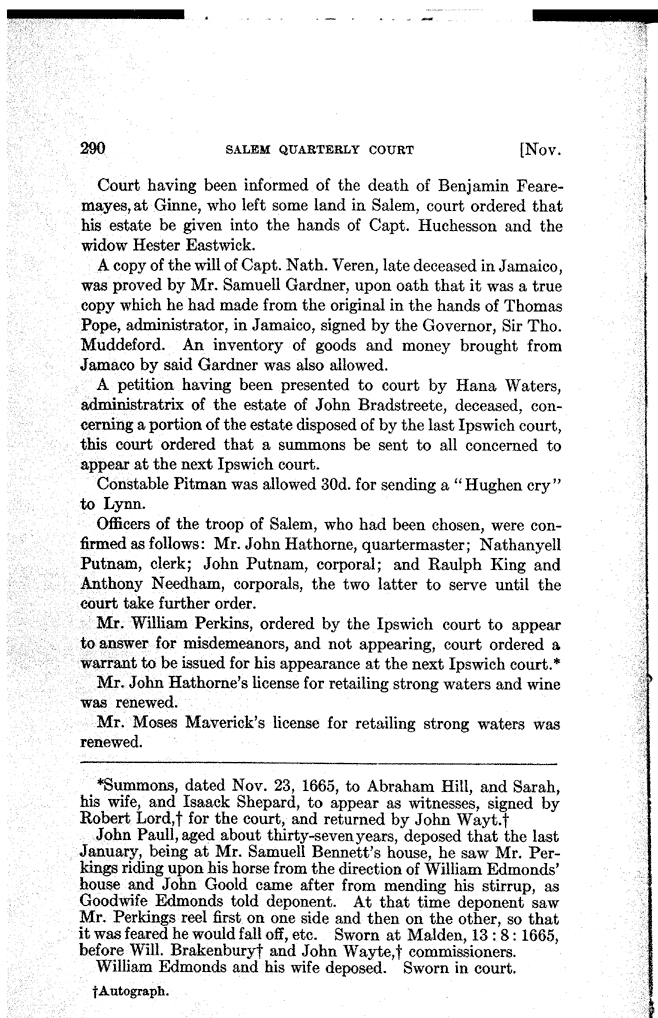 290 SALEM QUARTERLY COURT [Nov.
Court having been informed of the death of Benjamin Feare-
mayes, at Ginne, who left some land in Salem, court ordered that
his estate be given into the hands of Capt. Huchesson and the
widow Hester Eastwick.
A copy of the will of Capt. Nath. Veren, late deceased in Jamaico,
was proved by Mr. Samuell Gardner, upon oath that it was a true
copy which he had made from the original in the hands of Thomas
Pope, administrator, in Jamaico, signed by the Governor, Sir Tho.
Muddeford. An inventory of goods and money brought from
Jamaco by said Gardner was also allowed.
A petition having been presented to court by Hana Waters,
administratrix of the estate of John Bradstreete, deceased, con-
cerning a portion of the estate disposed of by the last Ipswich court,
this court ordered that a summons be sent to all concerned to
appear at the next Ipswich court.
Constable Pitman was allowed 30d. for sending a "Hughen cry"
to Lynn.
Officers of the troop of Salem, who had been chosen, were con-
firmed as follows: Mr. John Hathorne, quartermaster; Nathanyell
Putnam, clerk; John Putnam, corporal; and Raulph King and
Anthony Needham, corporals, the two latter to serve until the
court take further order.
Mr. William Perkins, ordered by the Ipswich court to appear
to answer for misdemeanors, and not appearing, court ordered a
warrant to be issued for his appearance at the next Ipswich court.*
Mr. John Hathorne's license for retailing strong waters and wine
was renewed.
Mr. Moses Maverick's license for retailing strong waters was
renewed.
*Summons, dated Nov. 23, 1665, to Abraham Hill, and Sarah,
his wife, and Isaack Shepard, to appear as witnesses, signed by
Robert Lord,† for the court, and returned by John Wayt.†
John Paull, aged about thirty-seven years, deposed that the last
January, being at Mr. Samuell Bennett's house, he saw Mr. Per-
kings riding upon his horse from the direction of William Edmonds'
house and John Goold came after from mending his stirrup, as
Goodwife Edmonds told deponent. At that time deponent saw
Mr. Perkings reel first on one side and then on the other, so that
it was feared he would fall off, etc. Sworn at Malden, 13 : 8 : 1665,
before Will. Brakenbury† and John Wayte,† commissioners.
William Edmonds and his wife deposed. Sworn in court.
†Autograph.